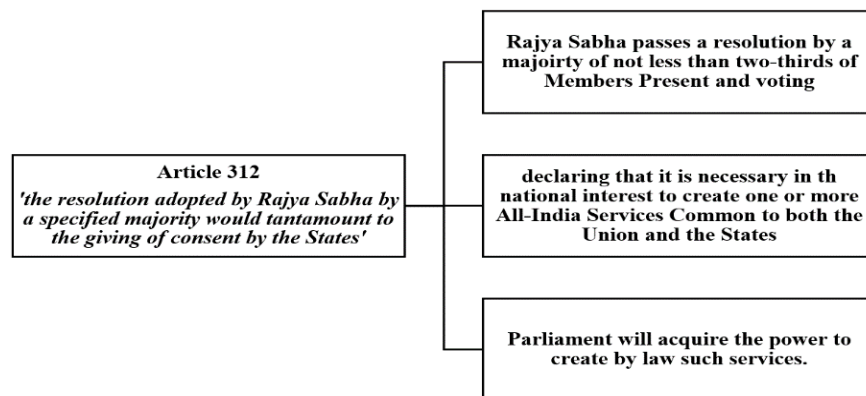 Article 312
'the resolution adopted by Rajya Sabha by
a specified majority would tantamount to
the giving of consent by the States'
Rajya Sabha passes a resolution by a
majoirty of not less than two-thirds of
Members Present and voting
declaring that it is necessary in th
national interest to create one or more
All-India Services Common to both the
Union and the States
Parliament will acquire the power to
create by law such services.